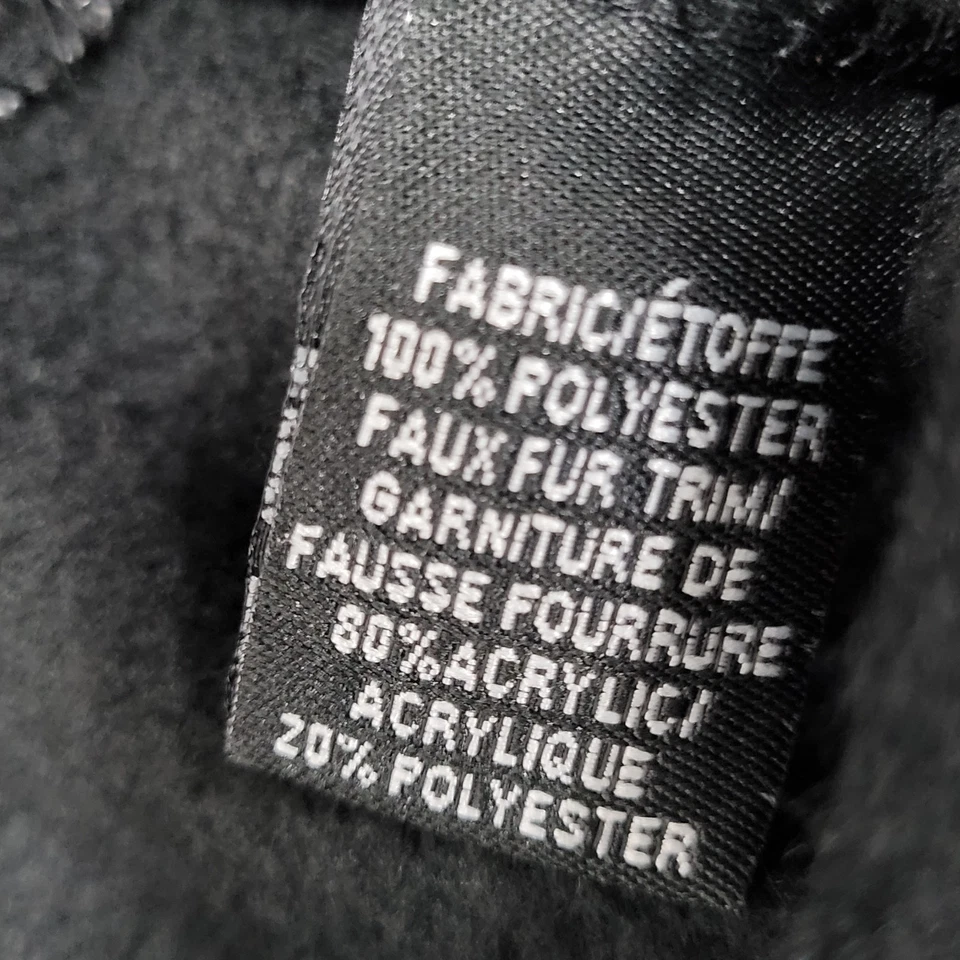 FABRIC/ÉTOFFE
100% POLYESTER
FAUX FUR TRIM/
GARNITURE DE
FAUSSE FOURRURE
80% ACRYLIC/
ACRYLIQUE
20% POLYESTER